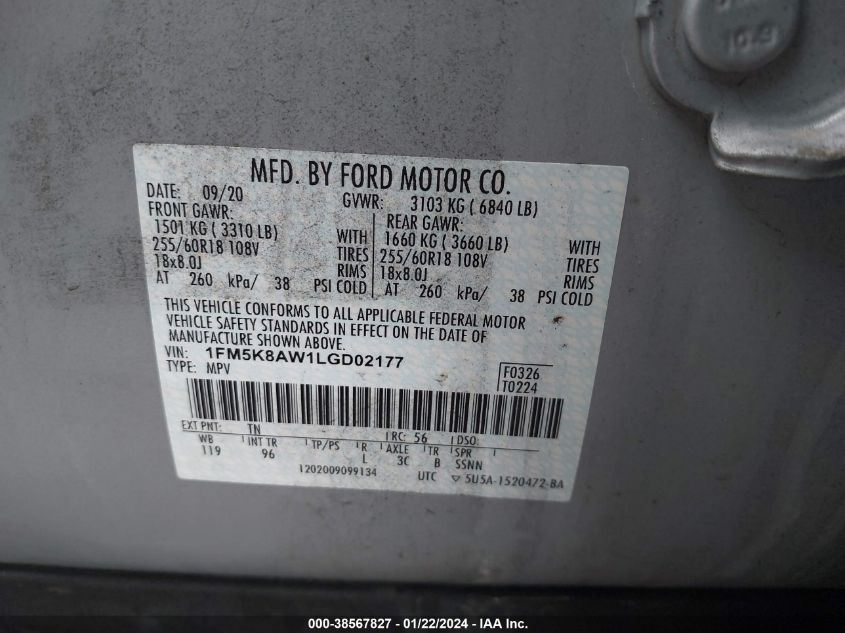 10.9
MFD. BY FORD MOTOR CO.
DATE: 09/20 GVWR: 3103 KG ( 6840 LB)
FRONT GAWR: REAR GAWR:
1501 KG ( 3310 LB) WITH 1660 KG ( 3660 LB) WITH
255/60R18 108V TIRES 255/60R18 108V TIRES
18x8.0J RIMS 18x8.0J RIMS
AT 260 kPa/ 38 PSI COLD AT 260 kPa/ 38 PSI COLD
THIS VEHICLE CONFORMS TO ALL APPLICABLE FEDERAL MOTOR
VEHICLE SAFETY STANDARDS IN EFFECT ON THE DATE OF
MANUFACTURE SHOWN ABOVE.
VIN: 1FM5K8AW1LGD02177
TYPE: MPV
F0326
T0224
EXT PNT: TN RC: 56 DSO:
WB INT TR TP/PS R AXLE TR SPR
119 96 L 3C B SSNN
1202009099134 UTC ▽ 5U5A-1520472-BA
000-38567827 - 01/22/2024 - IAA Inc.